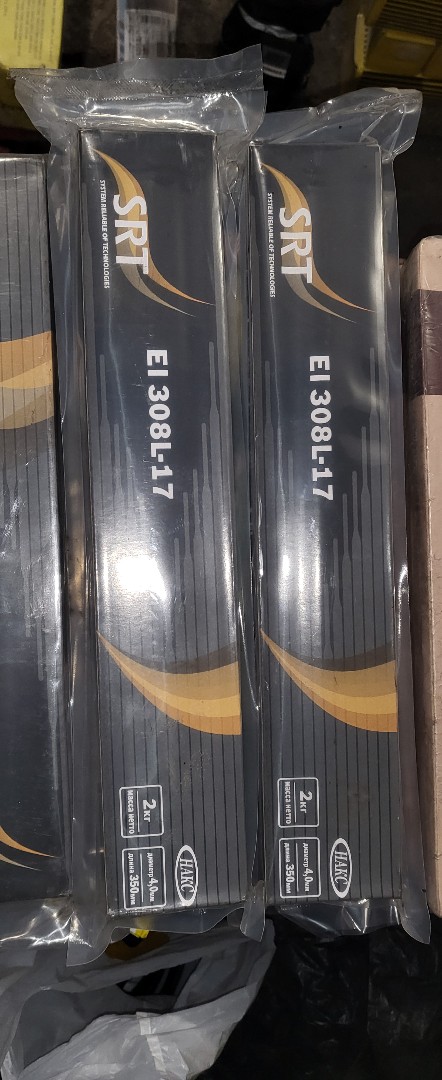 SRT
SYSTEM RELIABLE OF TECHNOLOGIES
EI 308L-17
2кг
масса нетто
диаметр 4,0мм
длина 350мм
НАКС
SRT
SYSTEM RELIABLE OF TECHNOLOGIES
EI 308L-17
2кг
масса нетто
диаметр 4,0мм
длина 350мм
НАКС